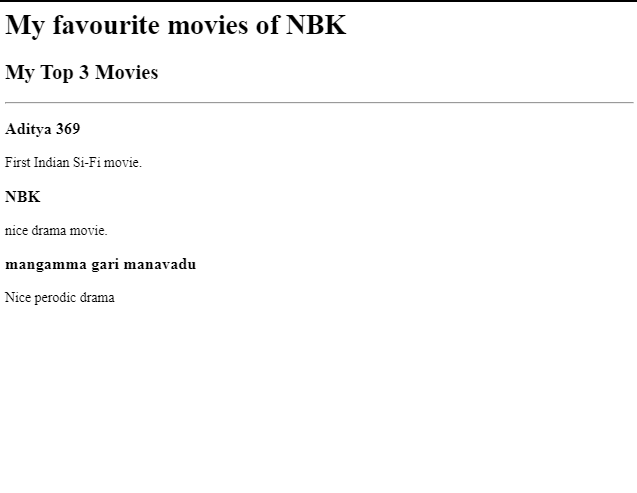 My favourite movies of NBK
My Top 3 Movies
Aditya 369
First Indian Si-Fi movie.
NBK
nice drama movie.
mangamma gari manavadu
Nice perodic drama